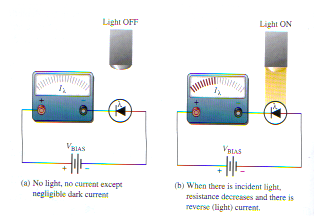 Light OFF
Light ON
Iλ
Iλ
+
−
+
−
λ
λ
VBIAS
VBIAS
+
−
+
−
(a) No light, no current except
negligible dark current
(b) When there is incident light,
resistance decreases and there is
reverse (light) current.